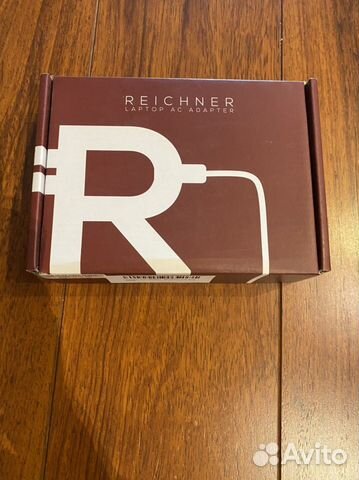 REICHNER
LAPTOP AC ADAPTER
R
Avito